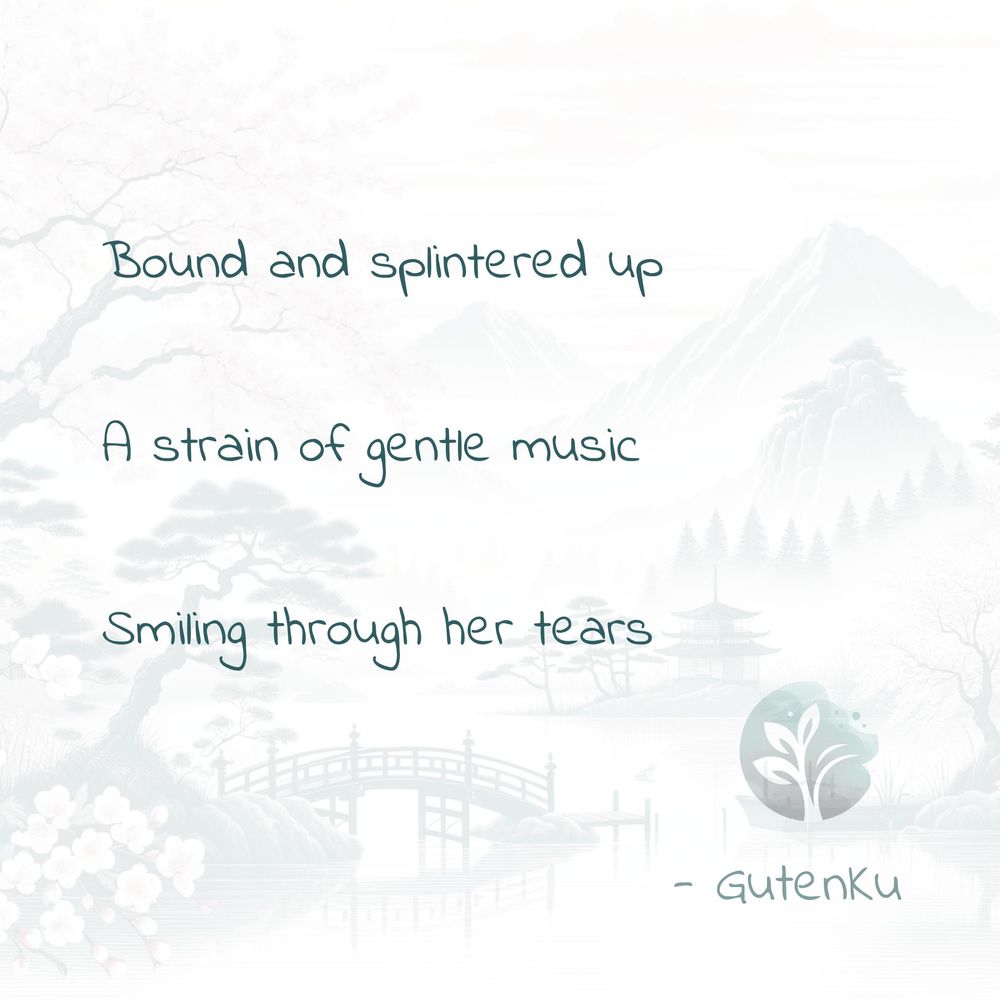 Bound and splintered up
A strain of gentle music
Smiling through her tears
- GutenKu